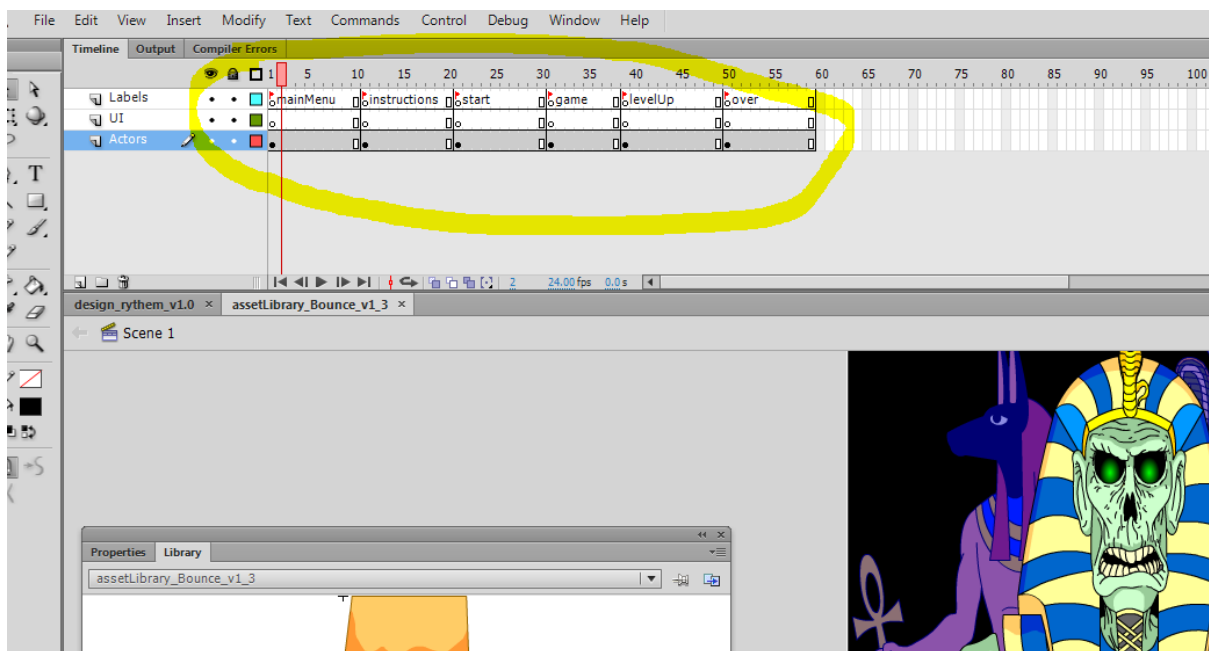 File Edit View Insert Modify Text Commands Control Debug Window Help
Timeline Output Compiler Errors
1 5 10 15 20 25 30 35 40 45 50 55 60 65 70 75 80 85 90 95 100
Labels mainMenu instructions start game levelUp over
UI
Actors
2 24.00 fps 0.0 s
design_rythem_v1.0 × assetLibrary_Bounce_v1_3 ×
Scene 1
Properties Library
assetLibrary_Bounce_v1_3